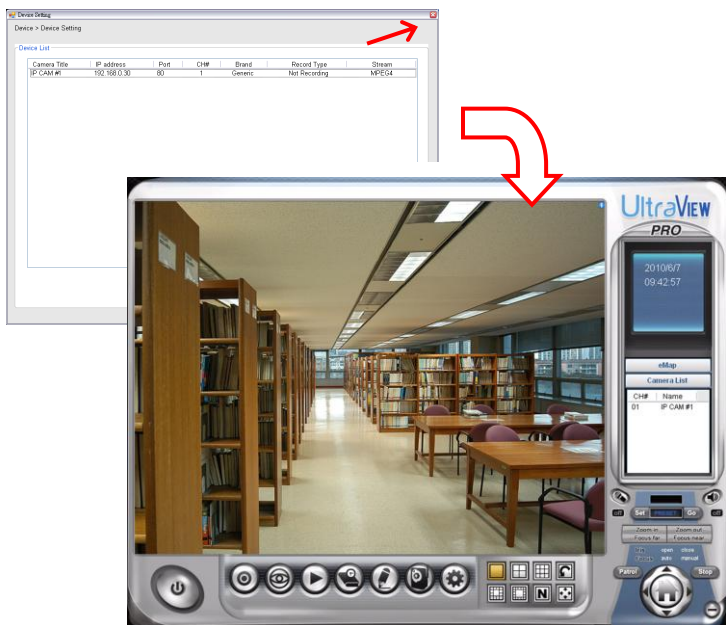 Device Setting
Device > Device Setting
Device List
Camera Title IP address Port CH# Brand Record Type Stream
IP CAM #1 192.168.0.30 80 1 Generic Not Recording MPEG4
UltraVIEW
PRO
2010/6/7
09:42:57
eMap
Camera List
CH# Name
01 IP CAM #1
off Set PRESET Go off
Zoom in Zoom out
Focus far Focus near
open close
auto manual
Patrol Stop
N